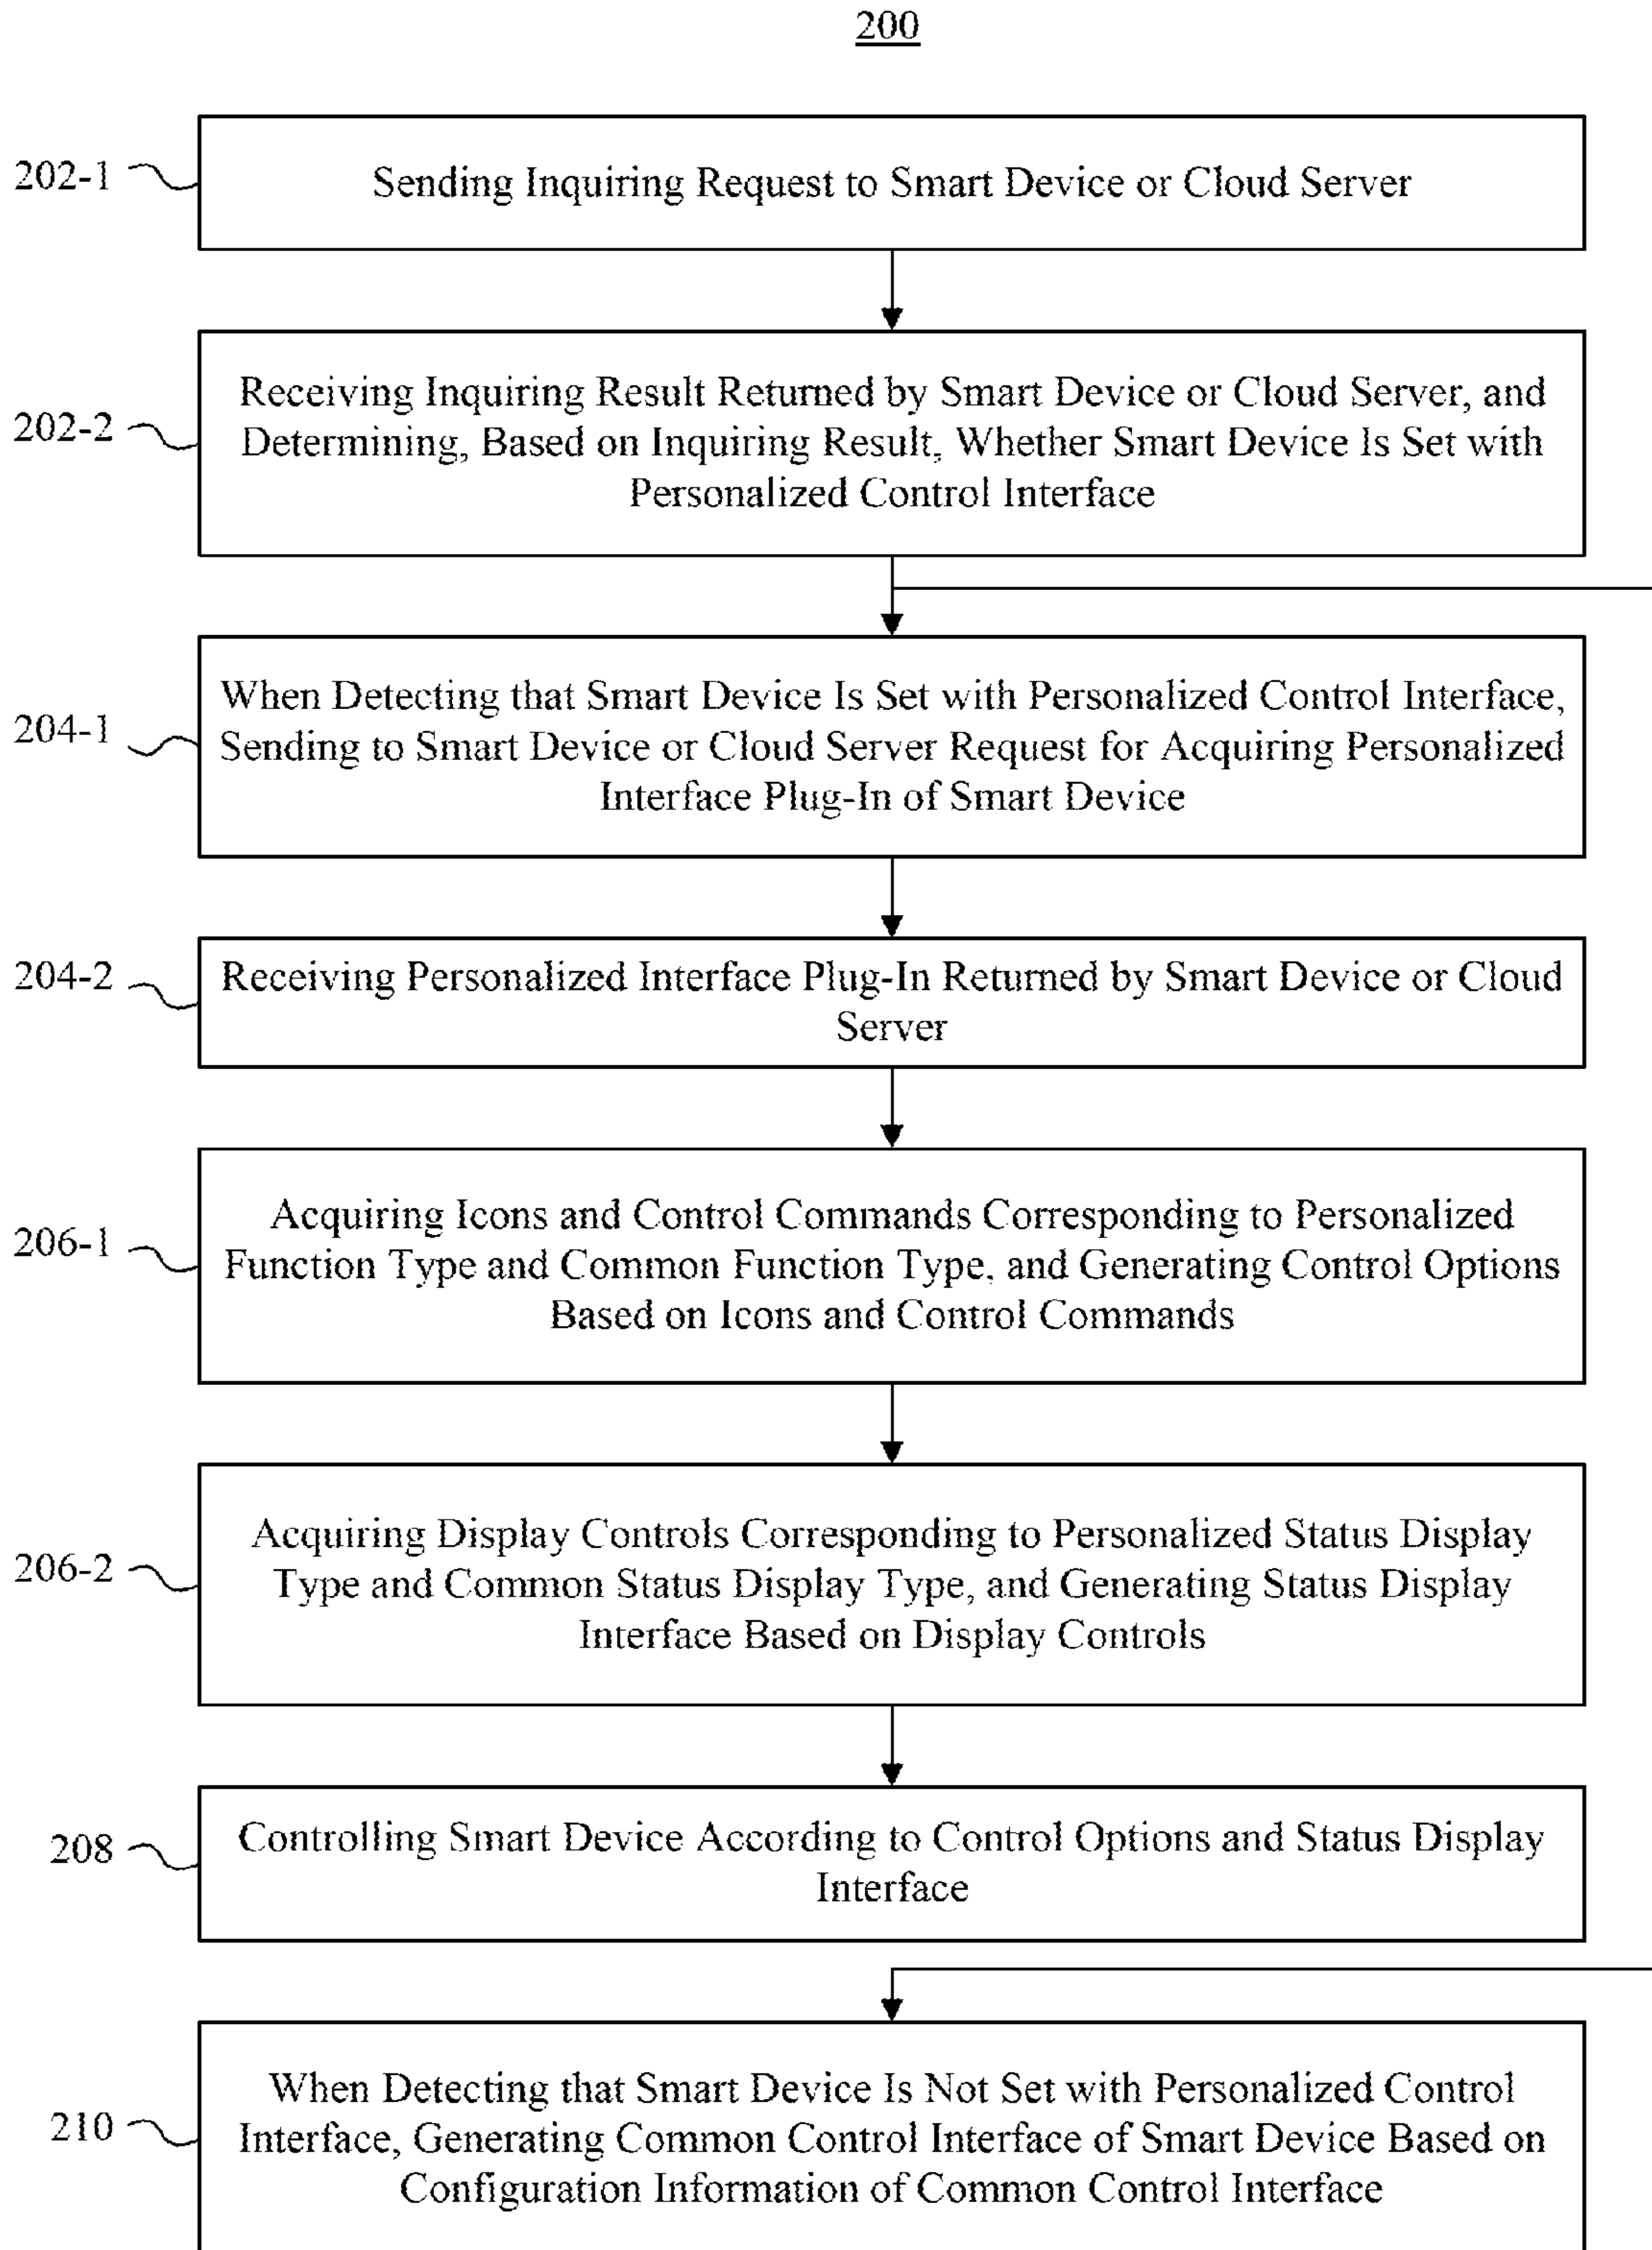 200
202-1
Sending Inquiring Request to Smart Device or Cloud Server
202-2
Receiving Inquiring Result Returned by Smart Device or Cloud Server, and
Determining, Based on Inquiring Result, Whether Smart Device Is Set with
Personalized Control Interface
204-1
When Detecting that Smart Device Is Set with Personalized Control Interface,
Sending to Smart Device or Cloud Server Request for Acquiring Personalized
Interface Plug-In of Smart Device
204-2
Receiving Personalized Interface Plug-In Returned by Smart Device or Cloud
Server
206-1
Acquiring Icons and Control Commands Corresponding to Personalized
Function Type and Common Function Type, and Generating Control Options
Based on Icons and Control Commands
206-2
Acquiring Display Controls Corresponding to Personalized Status Display
Type and Common Status Display Type, and Generating Status Display
Interface Based on Display Controls
208
Controlling Smart Device According to Control Options and Status Display
Interface
210
When Detecting that Smart Device Is Not Set with Personalized Control
Interface, Generating Common Control Interface of Smart Device Based on
Configuration Information of Common Control Interface